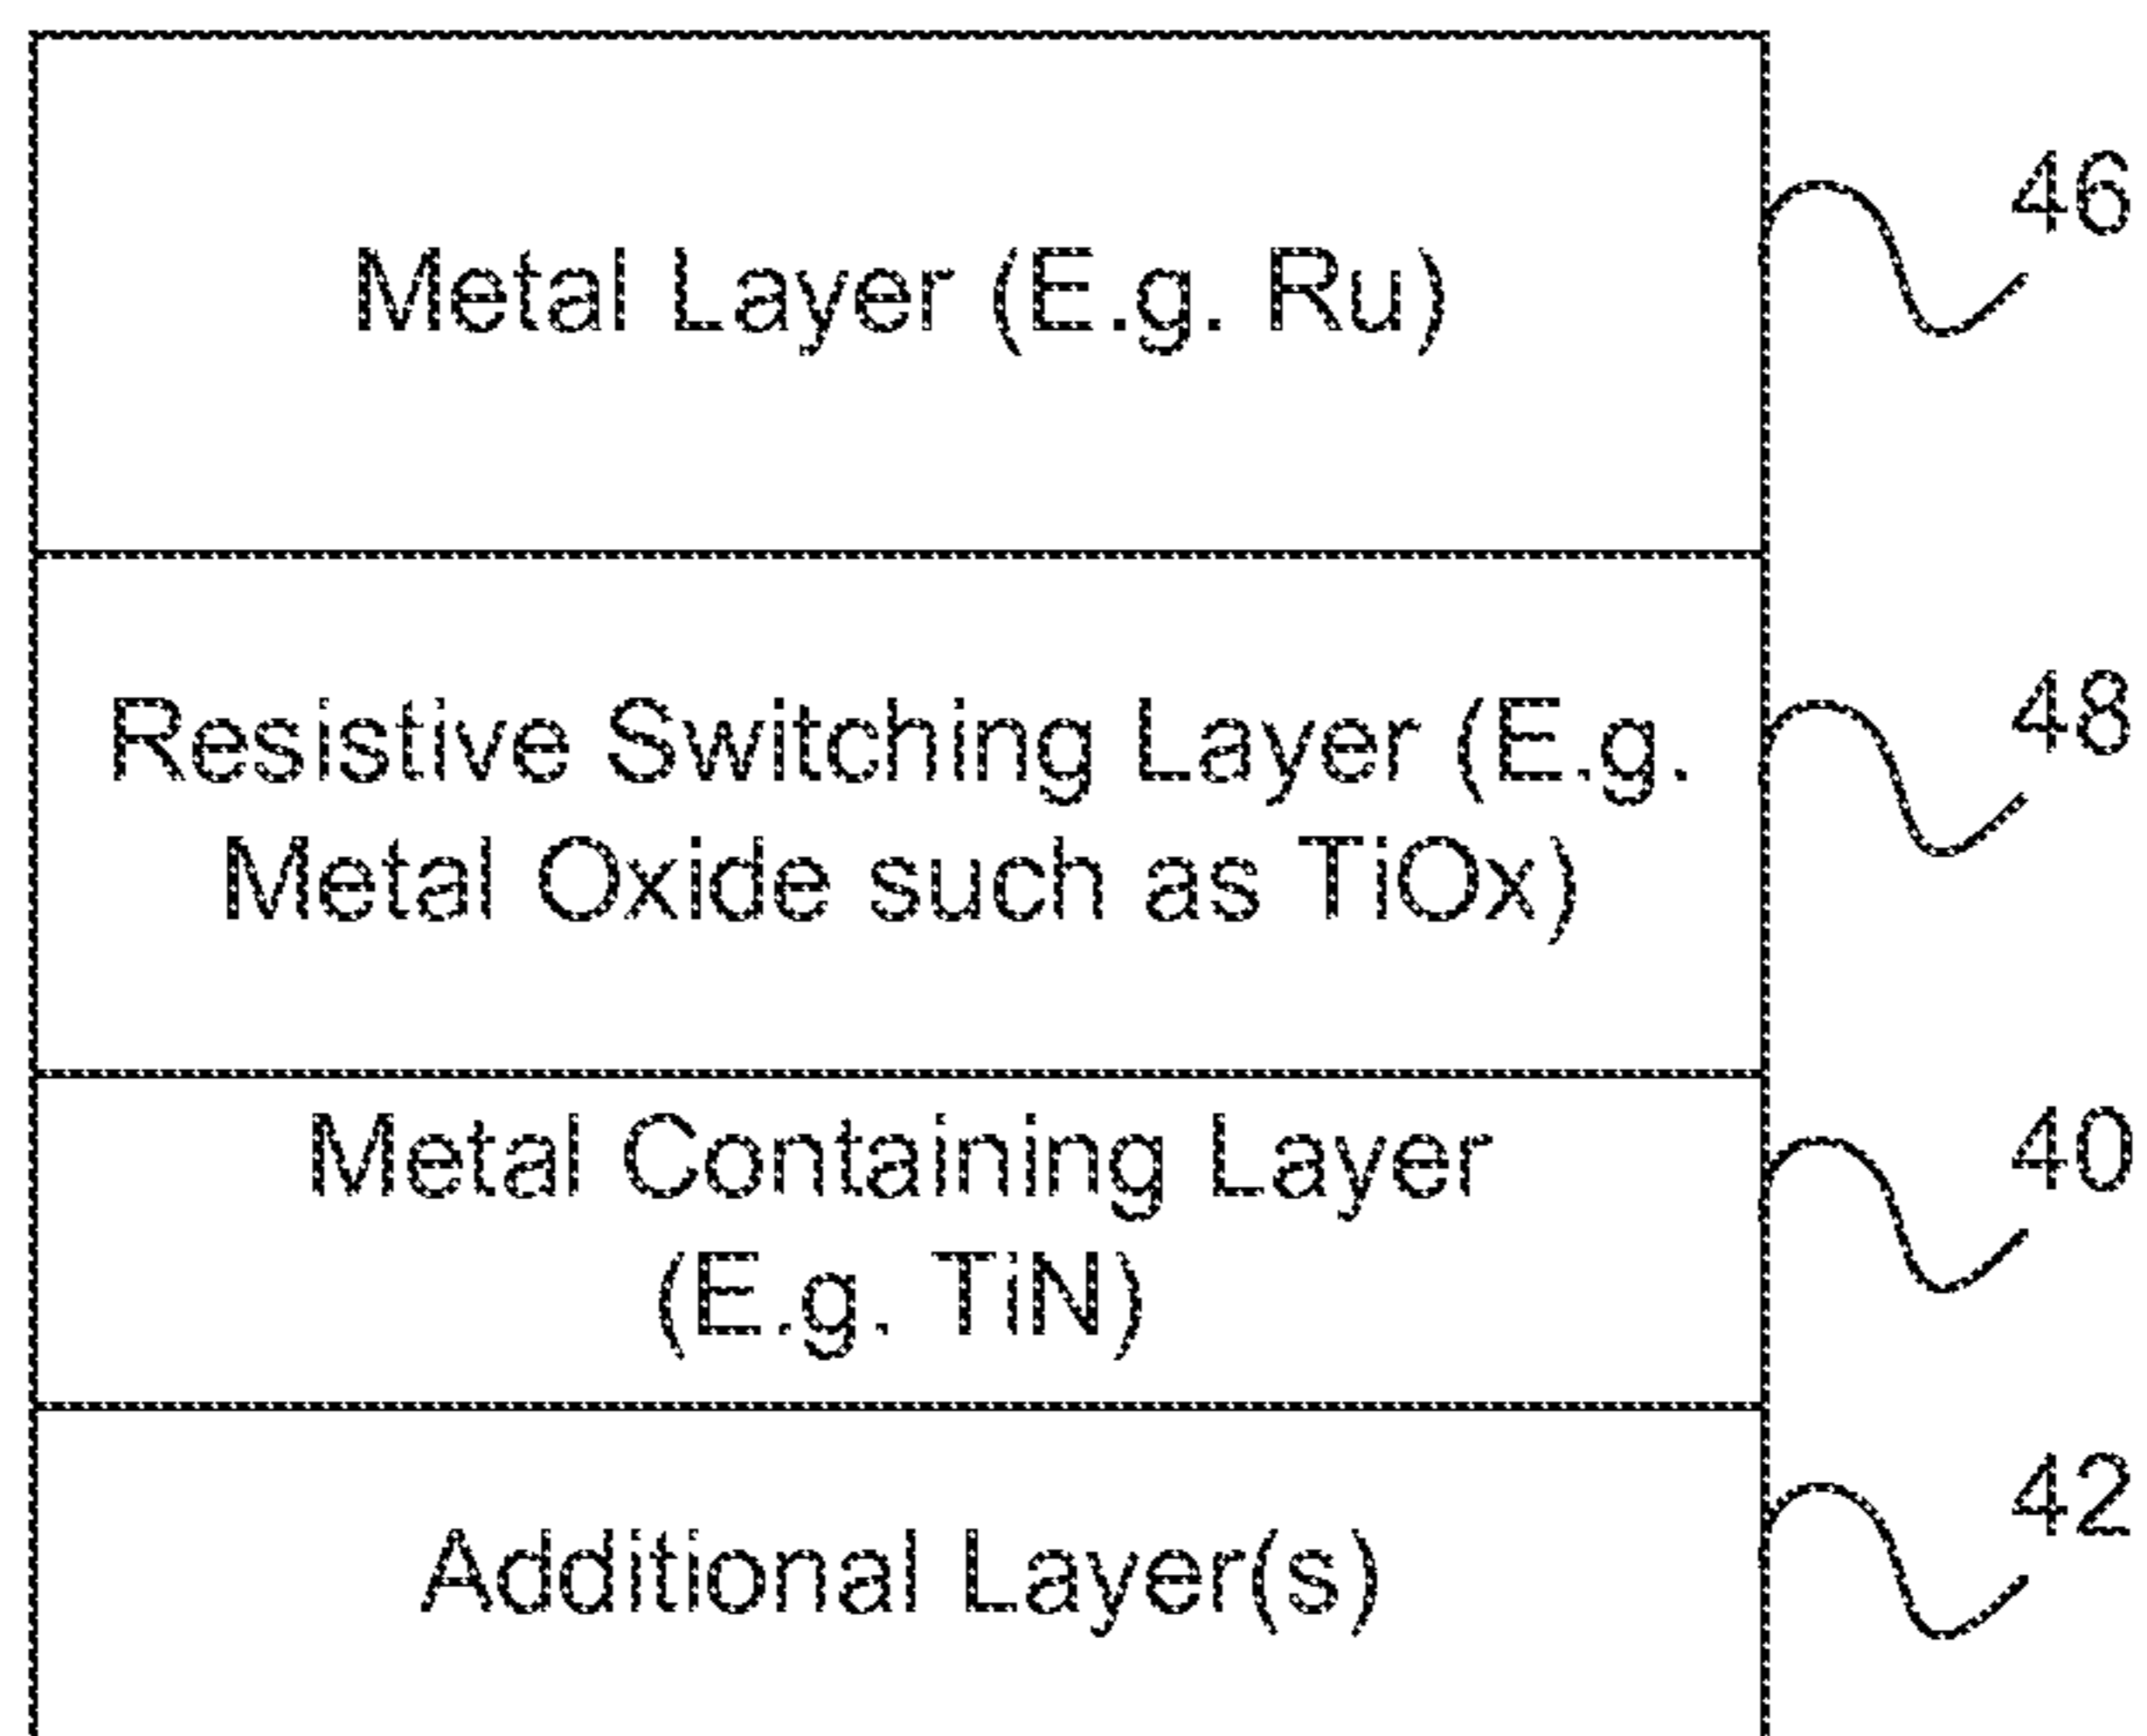 Metal Layer (E.g. Ru)
46
Resistive Switching Layer (E.g.
Metal Oxide such as TiOx)
48
Metal Containing Layer
(E.g. TiN)
40
Additional Layer(s)
42